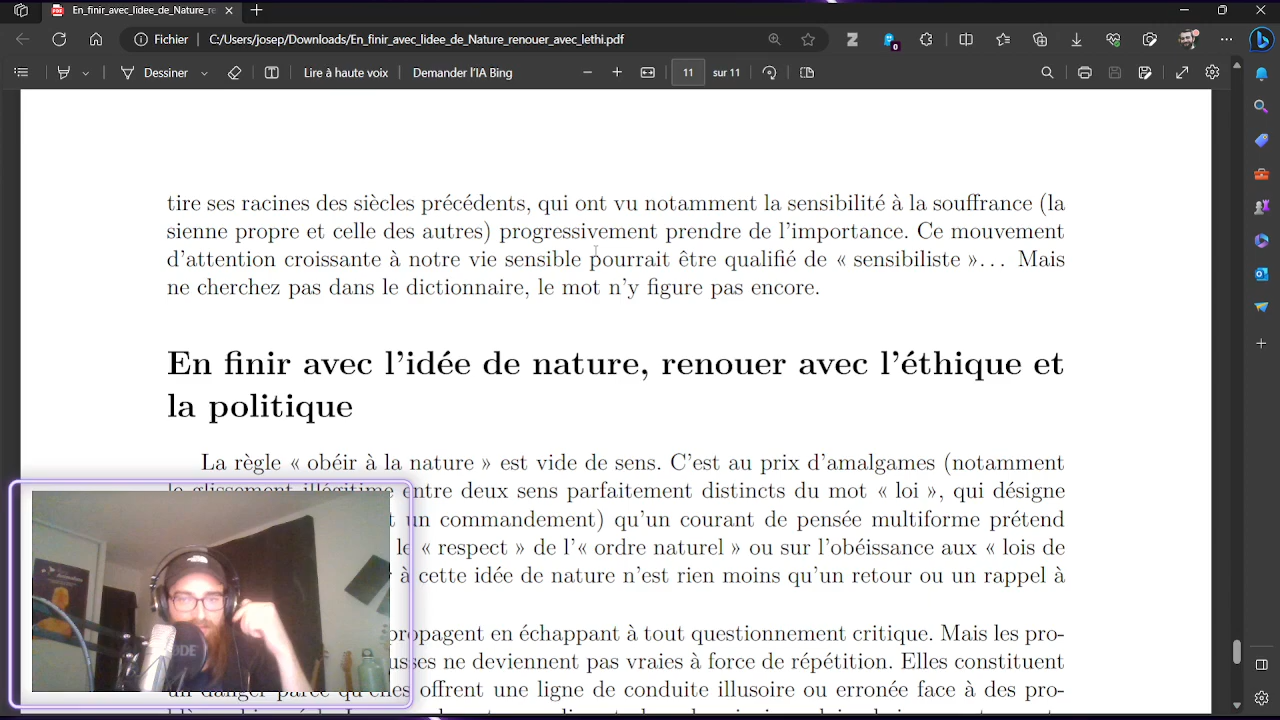 En_finir_avec_lidee_de_Nature_re
Fichier C:/Users/josep/Downloads/En_finir_avec_lidee_de_Nature_renouer_avec_lethi.pdf
Dessiner Lire à haute voix Demander l'IA Bing 11 sur 11
tire ses racines des siècles précédents, qui ont vu notamment la sensibilité à la souffrance (la
sienne propre et celle des autres) progressivement prendre de l'importance. Ce mouvement
d'attention croissante à notre vie sensible pourrait être qualifié de « sensibiliste »… Mais
ne cherchez pas dans le dictionnaire, le mot n'y figure pas encore.
En finir avec l'idée de nature, renouer avec l'éthique et
la politique
La règle « obéir à la nature » est vide de sens. C'est au prix d'amalgames (notamment
le glissement illégitime entre deux sens parfaitement distincts du mot « loi », qui désigne
un commandement) qu'un courant de pensée multiforme prétend
le « respect » de l'« ordre naturel » ou sur l'obéissance aux « lois de
à cette idée de nature n'est rien moins qu'un retour ou un rappel à
propagent en échappant à tout questionnement critique. Mais les pro-
ne deviennent pas vraies à force de répétition. Elles constituent
un danger parce qu'elles offrent une ligne de conduite illusoire ou erronée face à des pro-